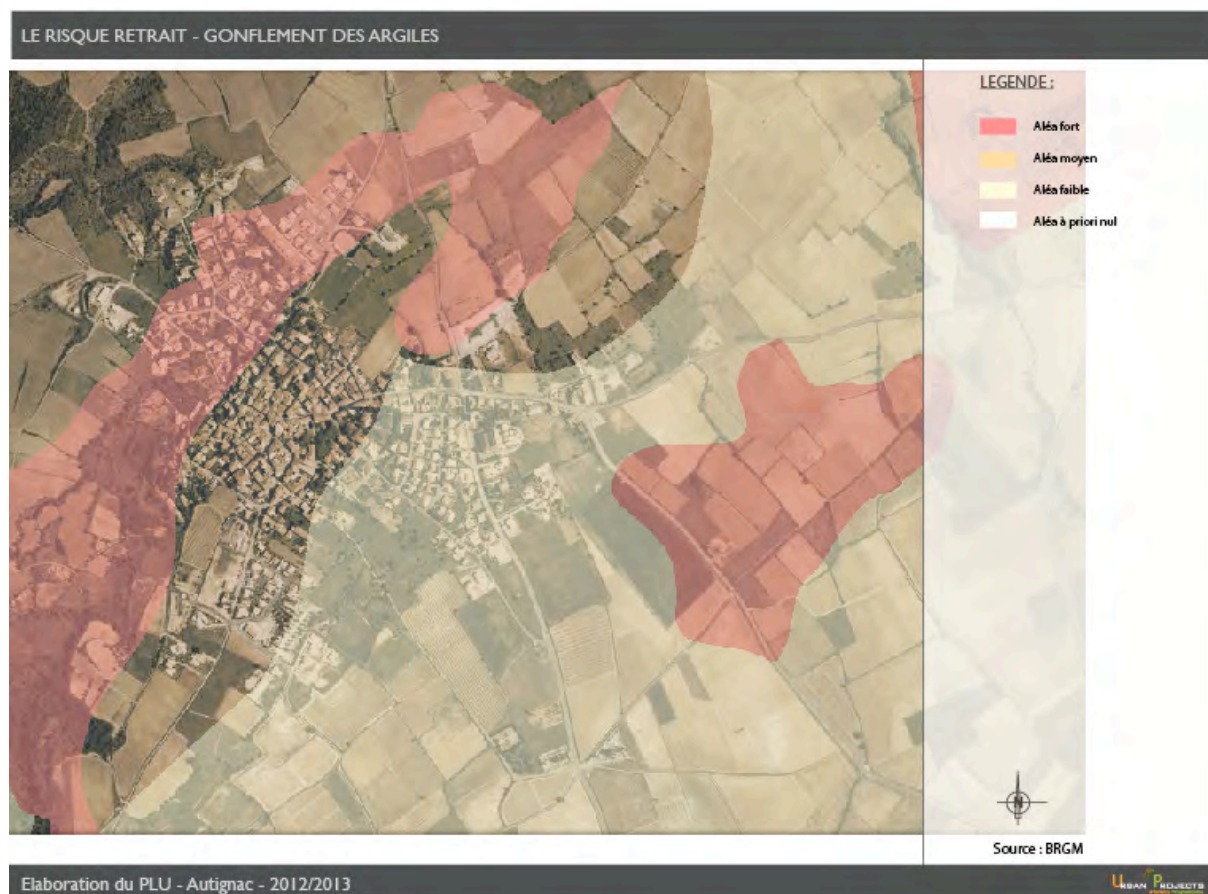 LE RISQUE RETRAIT - GONFLEMENT DES ARGILES
LEGENDE :
Aléa fort
Aléa moyen
Aléa faible
Aléa à priori nul
N
Source : BRGM
Elaboration du PLU - Autignac - 2012/2013
URBAN PROJECTS